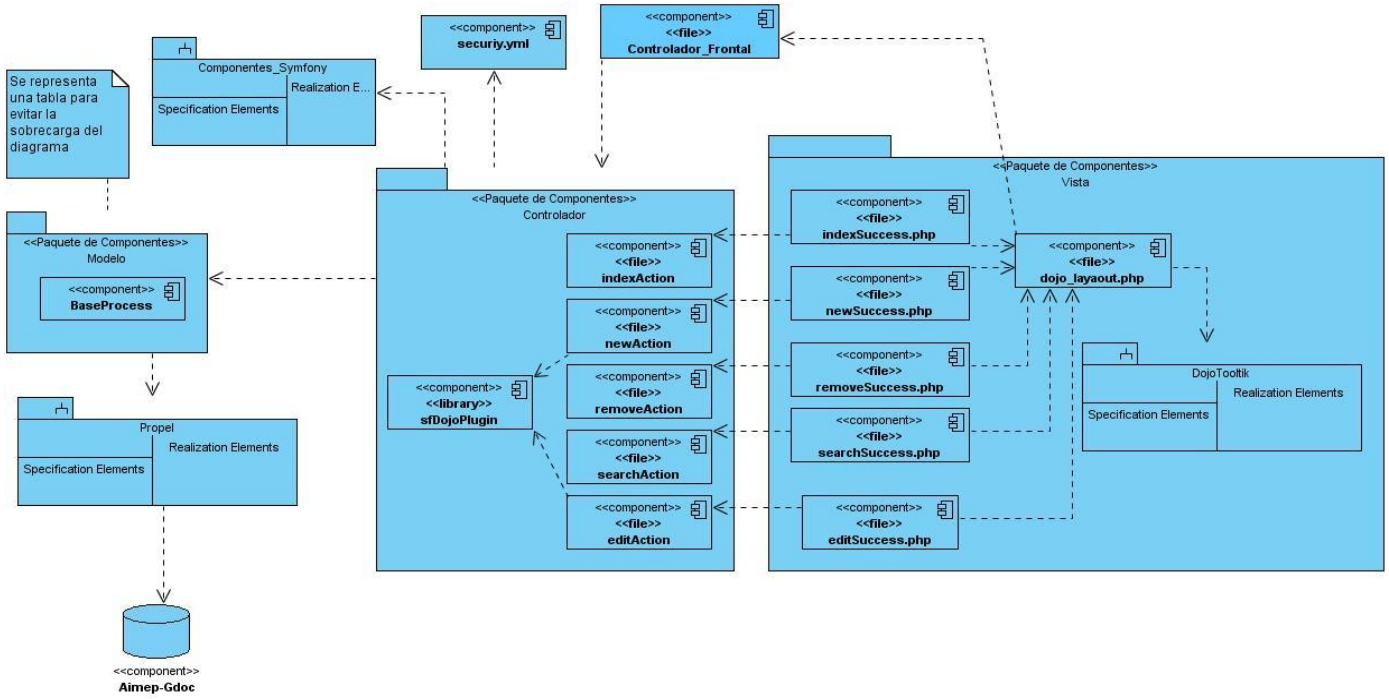 <<component>>
securiy.yml
<<component>>
<<file>>
Controlador_Frontal
Componentes_Symfony
Specification Elements
Realization E...
Se representa
una tabla para
evitar la
sobrecarga del
diagrama
<<Paquete de Componentes>>
Modelo
<<component>>
BaseProcess
Propel
Specification Elements
Realization Elements
<<component>>
Aimep-Gdoc
<<Paquete de Componentes>>
Controlador
<<component>>
<<file>>
indexAction
<<component>>
<<file>>
newAction
<<component>>
<<library>>
sfDojoPlugin
<<component>>
<<file>>
removeAction
<<component>>
<<file>>
searchAction
<<component>>
<<file>>
editAction
<<Paquete de Componentes>>
Vista
<<component>>
<<file>>
indexSuccess.php
<<component>>
<<file>>
newSuccess.php
<<component>>
<<file>>
removeSuccess.php
<<component>>
<<file>>
searchSuccess.php
<<component>>
<<file>>
editSuccess.php
<<component>>
<<file>>
dojo_layaout.php
DojoTooltik
Specification Elements
Realization Elements